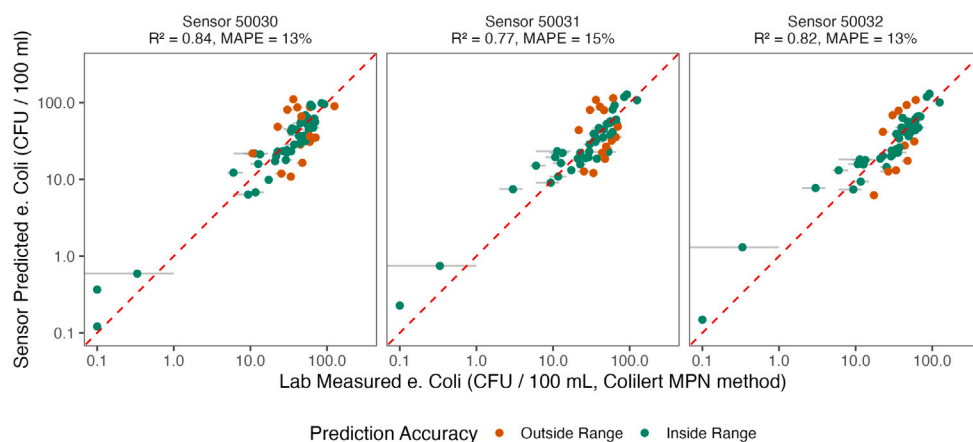 Sensor 50030
R² = 0.84, MAPE = 13%
Sensor 50031
R² = 0.77, MAPE = 15%
Sensor 50032
R² = 0.82, MAPE = 13%
Sensor Predicted e. Coli (CFU / 100 ml)
100.0
10.0
1.0
0.1
0.1 1.0 10.0 100.0
0.1 1.0 10.0 100.0
0.1 1.0 10.0 100.0
Lab Measured e. Coli (CFU / 100 mL, Colilert MPN method)
Prediction Accuracy Outside Range Inside Range